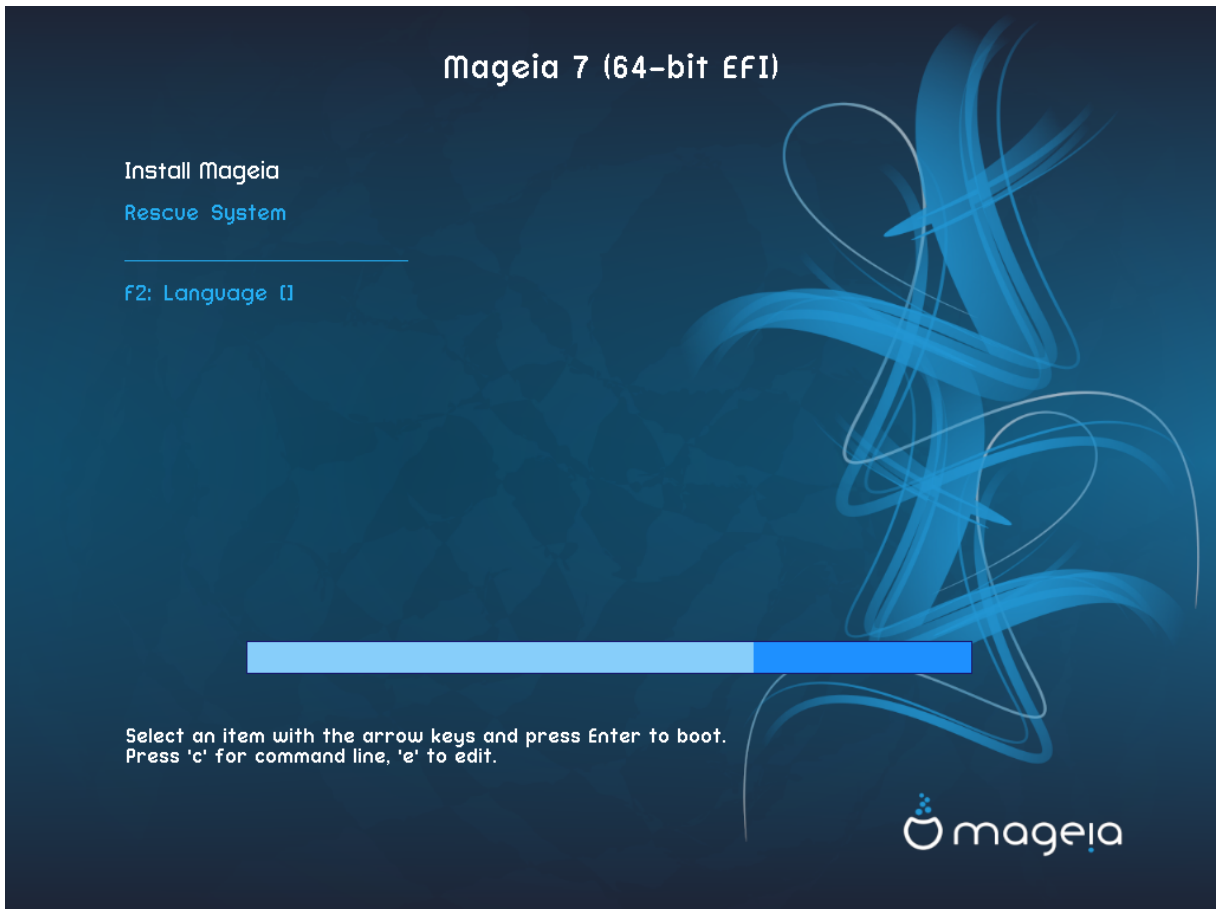 Mageia 7 (64-bit EFI)
Install Mageia
Rescue System
F2: Language []
Select an item with the arrow keys and press Enter to boot.
Press 'c' for command line, 'e' to edit.
mageia